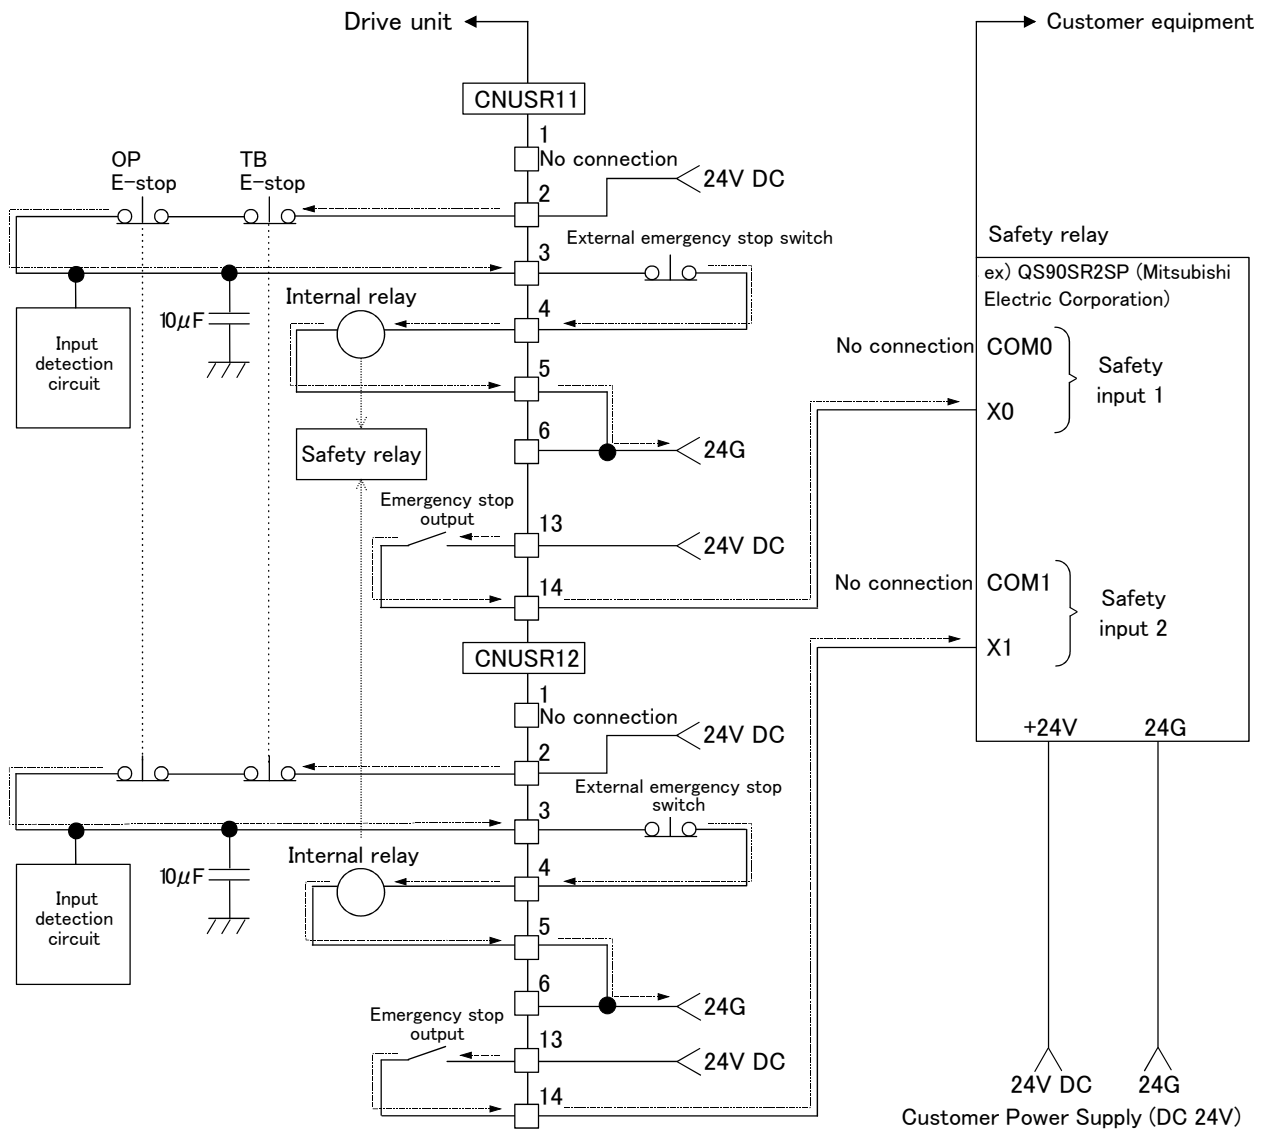 Drive unit
Customer equipment
CNUSR11
1
No connection
24V DC
OP
E-stop
TB
E-stop
2
External emergency stop switch
3
Internal relay
4
10μF
Input
detection
circuit
5
6
24G
Safety relay
Emergency stop
output
13
24V DC
14
Safety relay
ex) QS90SR2SP (Mitsubishi
Electric Corporation)
No connection
COM0
X0
Safety
input 1
No connection
COM1
X1
Safety
input 2
+24V
24G
CNUSR12
1
No connection
24V DC
2
External emergency stop
switch
3
Internal relay
4
10μF
Input
detection
circuit
5
6
24G
Emergency stop
output
13
24V DC
14
24V DC
24G
Customer Power Supply (DC 24V)